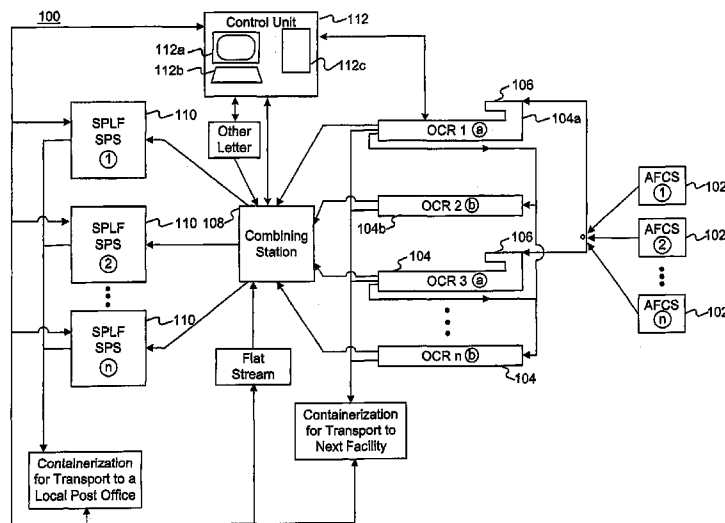 100
Control Unit
112
112a
112b
112c
Other
Letter
SPLF
SPS
1
110
SPLF
SPS
2
110
SPLF
SPS
n
110
108
Combining
Station
106
OCR 1 a
104a
OCR 2 b
104b
104
106
OCR 3 a
OCR n b
104
AFCS
1
102
AFCS
2
102
AFCS
n
102
Flat
Stream
Containerization
for Transport to
Next Facility
Containerization
for Transport to a
Local Post Office